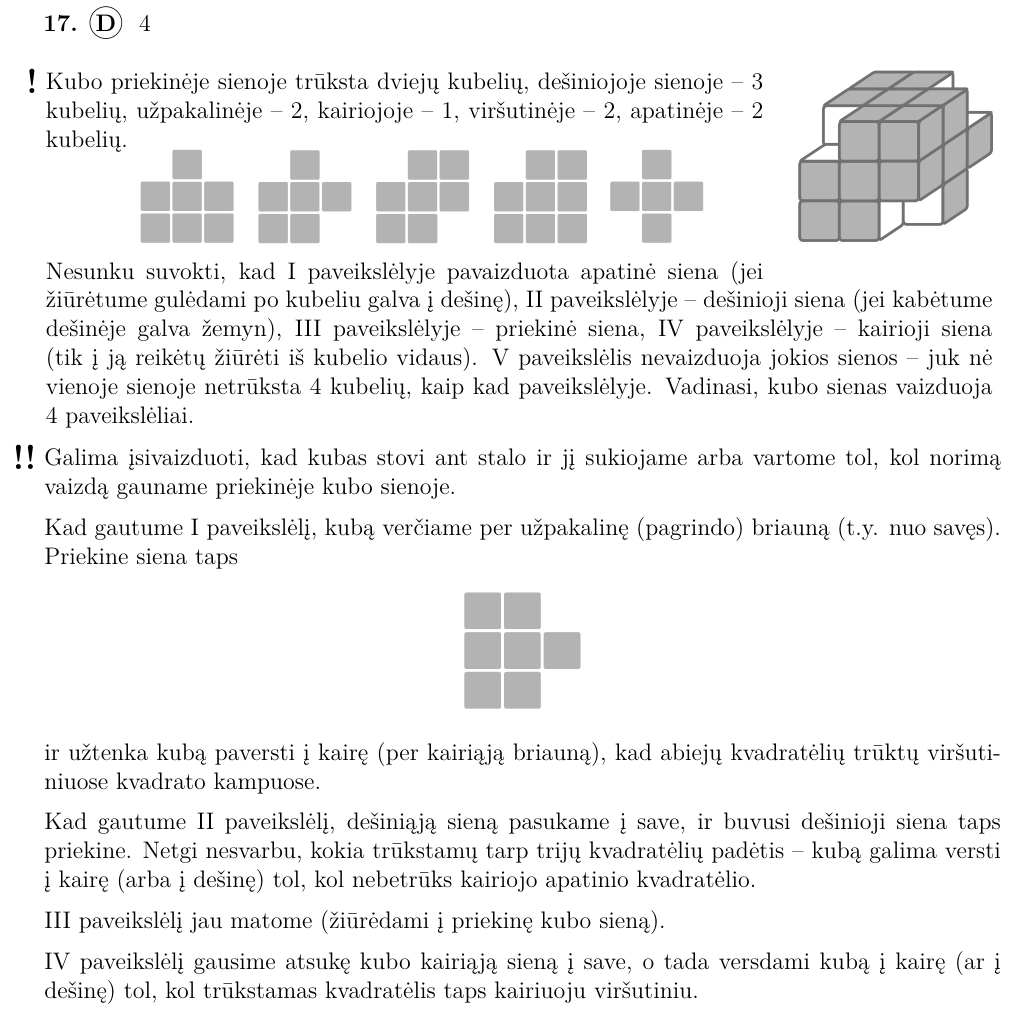 17. D 4
! Kubo priekinėje sienoje trūksta dviejų kubelių, dešiniojoje sienoje – 3
kubelių, užpakalinėje – 2, kairiojoje – 1, viršutinėje – 2, apatinėje – 2
kubelių.
Nesunku suvokti, kad I paveikslėlyje pavaizduota apatinė siena (jei
žiūrėtume gulėdami po kubeliu galva į dešinę), II paveikslėlyje – dešinioji siena (jei kabėtume
dešinėje galva žemyn), III paveikslėlyje – priekinė siena, IV paveikslėlyje – kairioji siena
(tik į ją reikėtų žiūrėti iš kubelio vidaus). V paveikslėlis nevaizduoja jokios sienos – juk nė
vienoje sienoje netrūksta 4 kubelių, kaip kad paveikslėlyje. Vadinasi, kubo sienas vaizduoja
4 paveikslėliai.
!! Galima įsivaizduoti, kad kubas stovi ant stalo ir jį sukiojame arba vartome tol, kol norimą
vaizdą gauname priekinėje kubo sienoje.
Kad gautume I paveikslėlį, kubą verčiame per užpakalinę (pagrindo) briauną (t.y. nuo savęs).
Priekine siena taps
ir užtenka kubą paversti į kairę (per kairiąją briauną), kad abiejų kvadratėlių trūktų viršuti-
niuose kvadrato kampuose.
Kad gautume II paveikslėlį, dešiniąją sieną pasukame į save, ir buvusi dešinioji siena taps
priekine. Netgi nesvarbu, kokia trūkstamų tarp trijų kvadratėlių padėtis – kubą galima versti
į kairę (arba į dešinę) tol, kol nebetrūks kairiojo apatinio kvadratėlio.
III paveikslėlį jau matome (žiūrėdami į priekinę kubo sieną).
IV paveikslėlį gausime atsukę kubo kairiąją sieną į save, o tada versdami kubą į kairę (ar į
dešinę) tol, kol trūkstamas kvadratėlis taps kairiuoju viršutiniu.